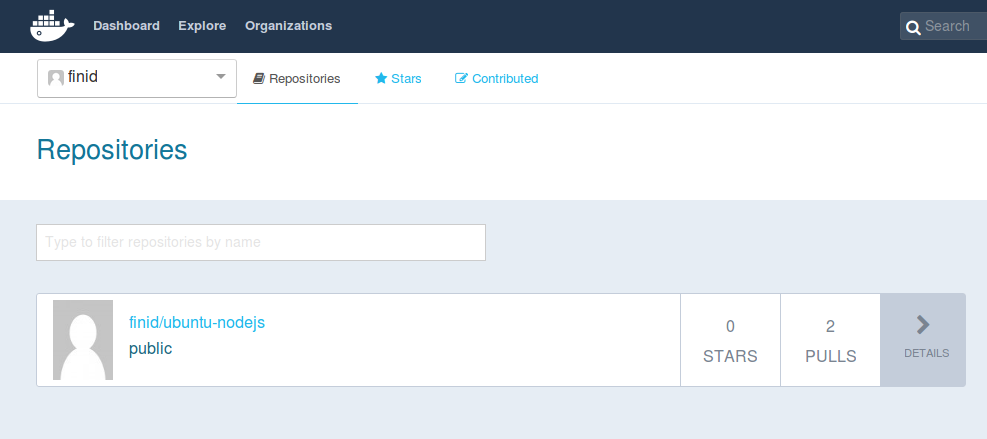 Dashboard Explore Organizations Search
finid Repositories Stars Contributed
Repositories
Type to filter repositories by name
finid/ubuntu-nodejs
public
0
STARS
2
PULLS
DETAILS